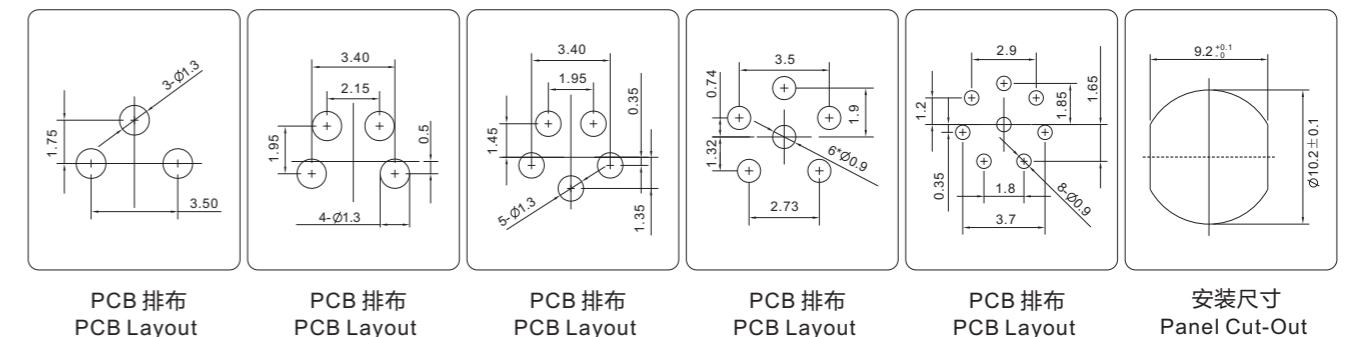 3-Ø1.3
1.75
3.50
3.40
2.15
1.95
0.5
4-Ø1.3
3.40
1.95
0.35
1.45
5-Ø1.3
1.35
3.5
0.74
1.9
1.32
6*Ø0.9
2.73
2.9
1.2
1.85
1.65
0.35
1.8
8-Ø0.9
3.7
9.2 +0.1 -0
Ø10.2±0.1
PCB 排布
PCB Layout
PCB 排布
PCB Layout
PCB 排布
PCB Layout
PCB 排布
PCB Layout
PCB 排布
PCB Layout
安装尺寸
Panel Cut-Out